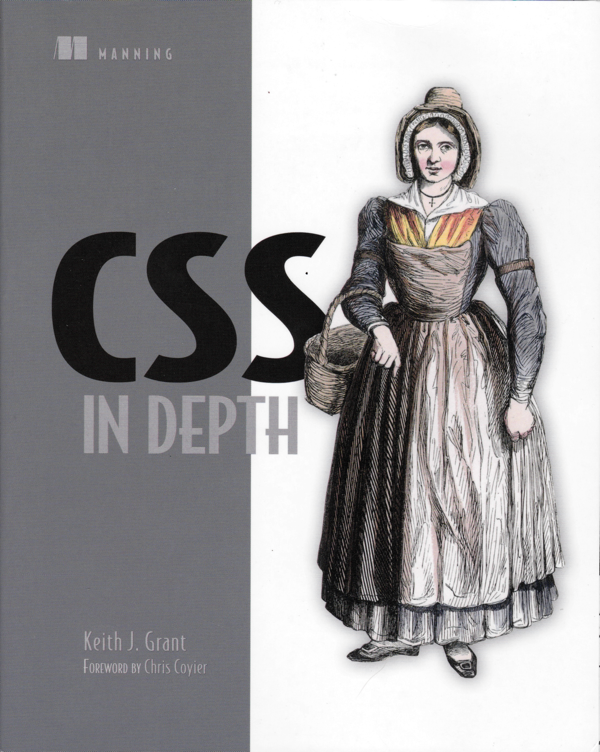 MANNING
CSS
IN DEPTH
Keith J. Grant
FOREWORD BY Chris Coyier